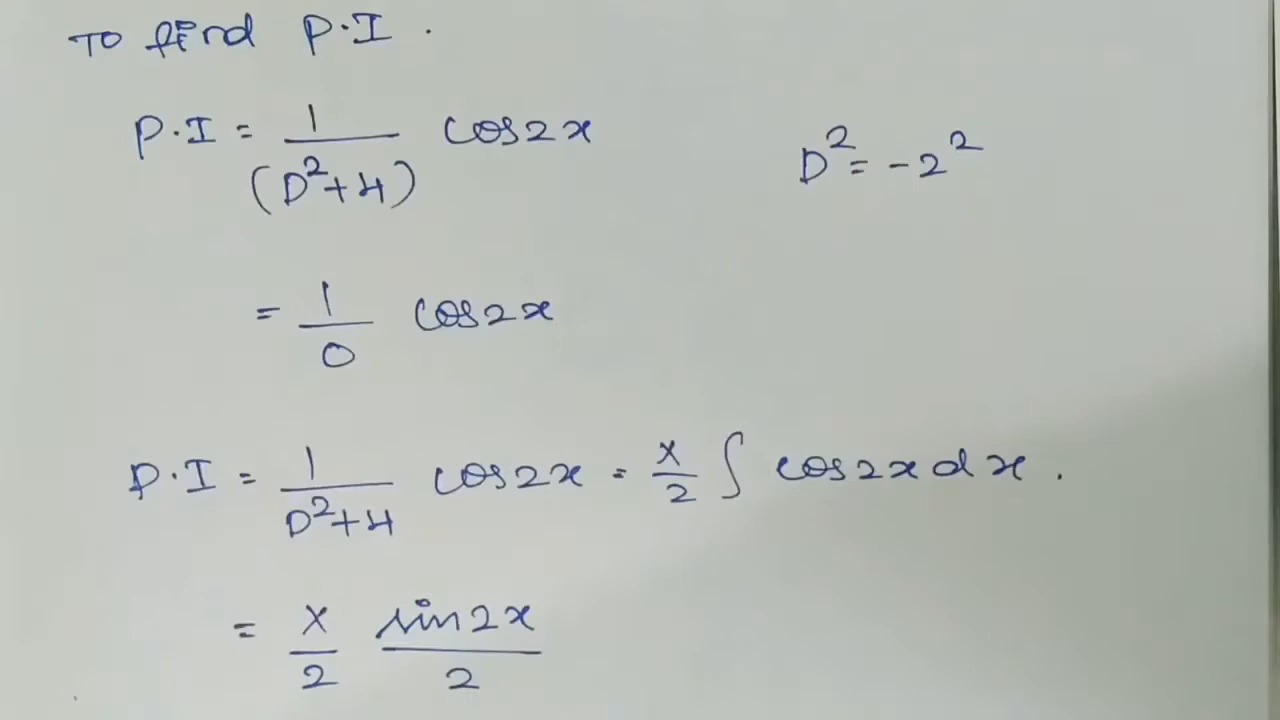 To find P.I.
P.I = 1/(D²+4) cos2x    D² = -2²
= 1/0 cos2x
P.I = 1/D²+4 cos2x = x/2 ∫ cos2x dx.
= x/2 sin2x/2